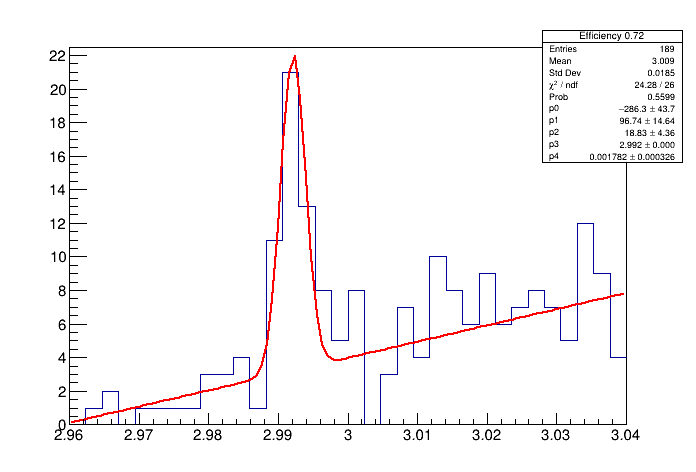 Efficiency 0.72
Entries 189
Mean 3.009
Std Dev 0.0185
χ² / ndf 24.28 / 26
Prob 0.5599
p0 −286.3 ± 43.7
p1 96.74 ± 14.64
p2 18.83 ± 4.36
p3 2.992 ± 0.000
p4 0.001782 ± 0.000326
22
20
18
16
14
12
10
8
6
4
2
0
2.96 2.97 2.98 2.99 3 3.01 3.02 3.03 3.04